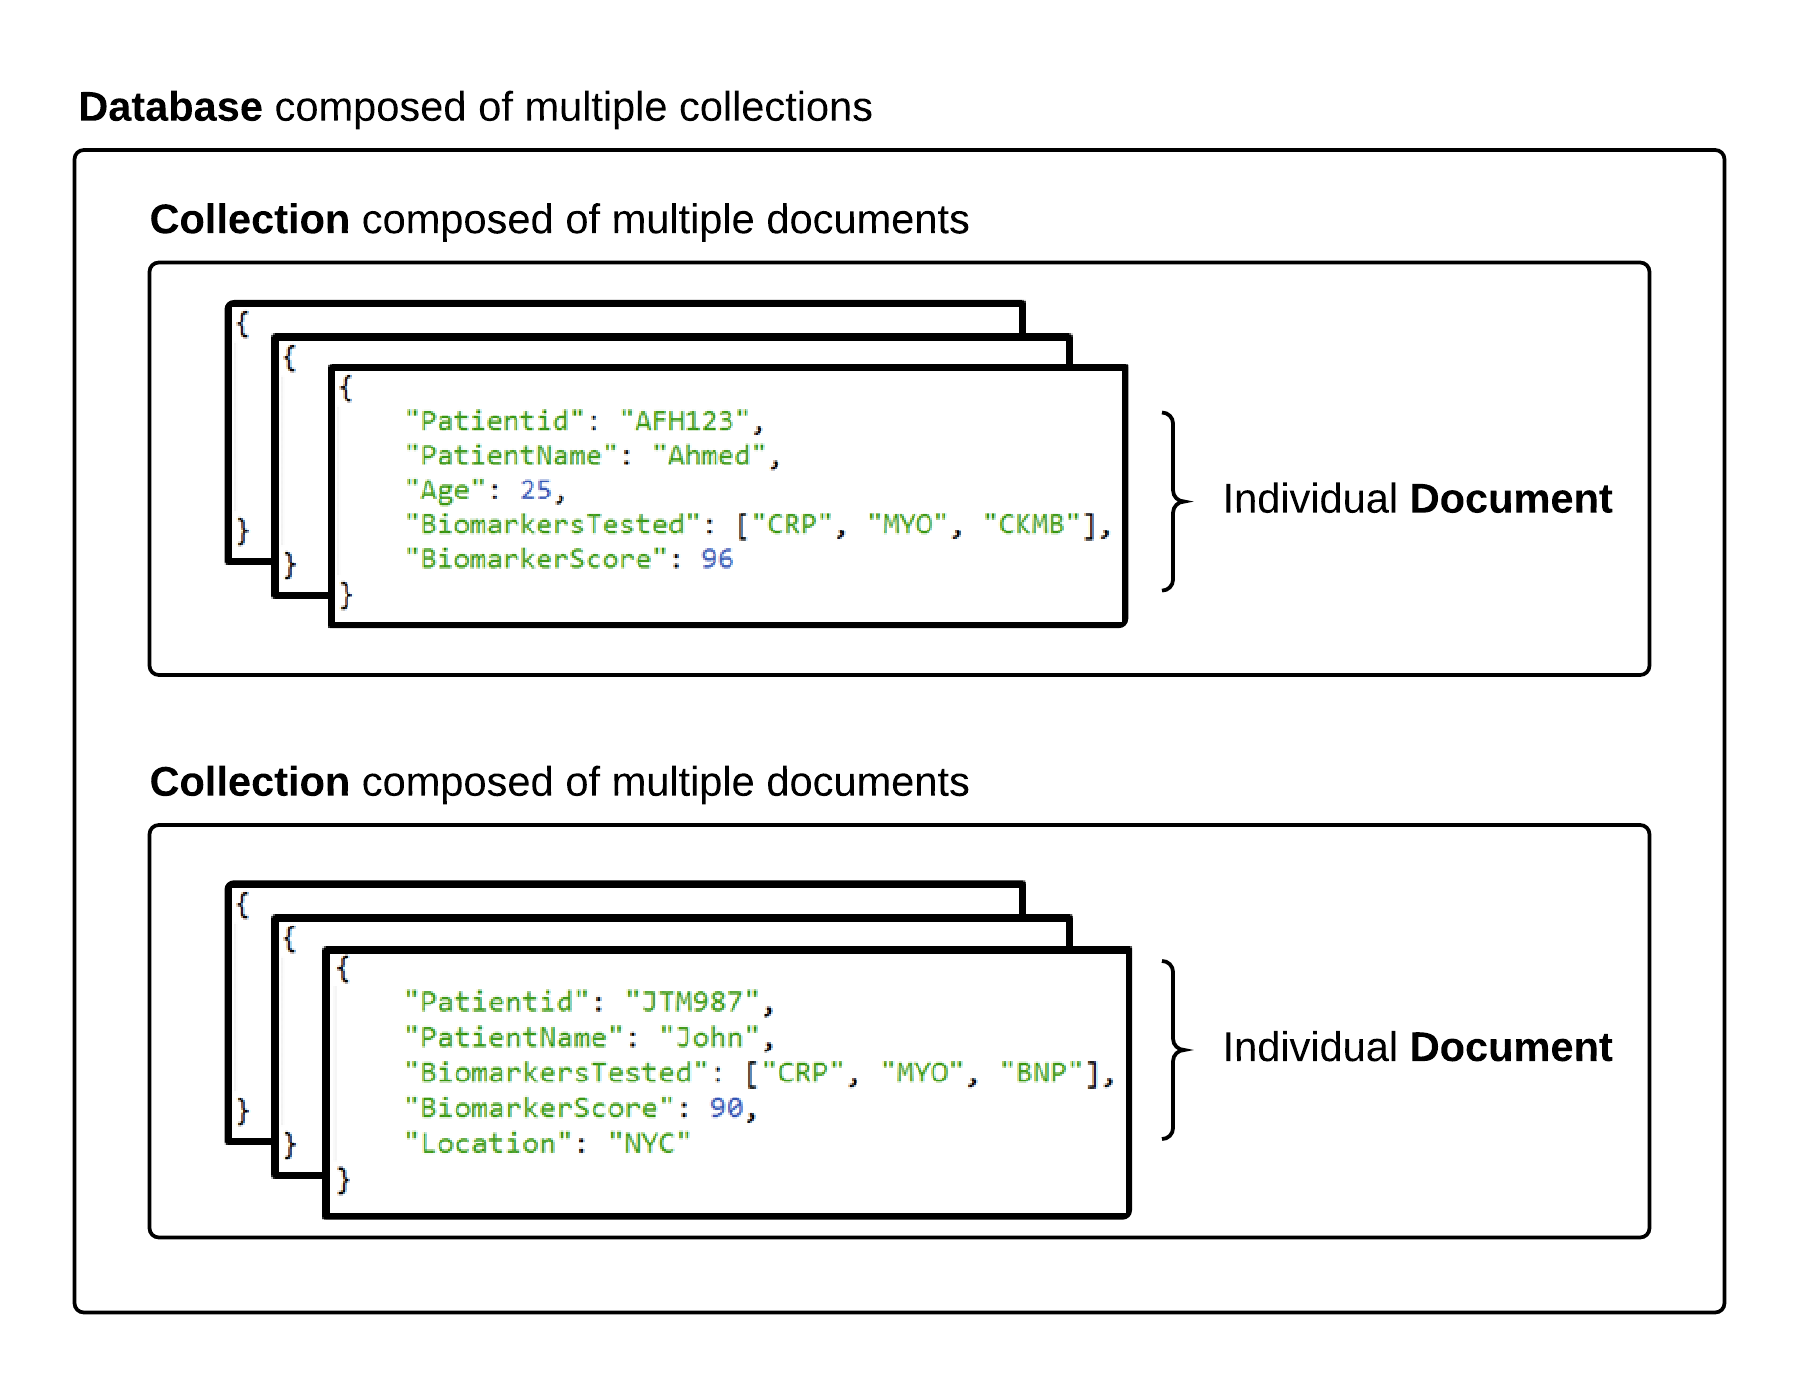 Database composed of multiple collections
Collection composed of multiple documents
{
{
{
"Patientid": "AFH123",
"PatientName": "Ahmed",
"Age": 25,
"BiomarkersTested": ["CRP", "MYO", "CKMB"],
"BiomarkerScore": 96
}
}
}
Individual Document
Collection composed of multiple documents
{
{
{
"Patientid": "JTM987",
"PatientName": "John",
"BiomarkersTested": ["CRP", "MYO", "BNP"],
"BiomarkerScore": 90,
"Location": "NYC"
}
}
}
Individual Document